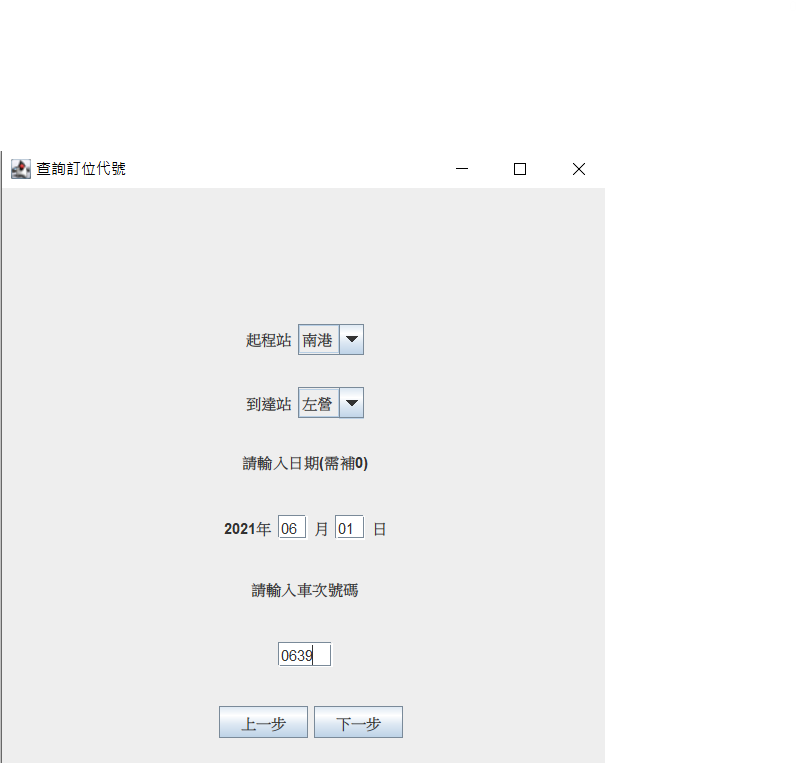 查詢訂位代號
起程站 南港
到達站 左營
請輸入日期(需補0)
2021年 06 月 01 日
請輸入車次號碼
0639
上一步 下一步